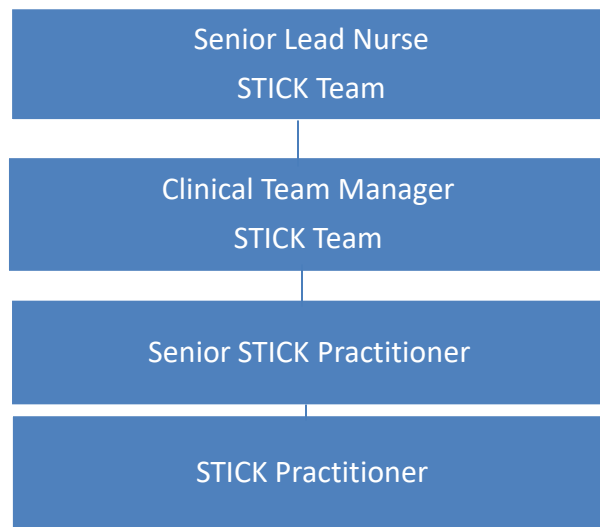 Senior Lead Nurse
STICK Team
Clinical Team Manager
STICK Team
Senior STICK Practitioner
STICK Practitioner